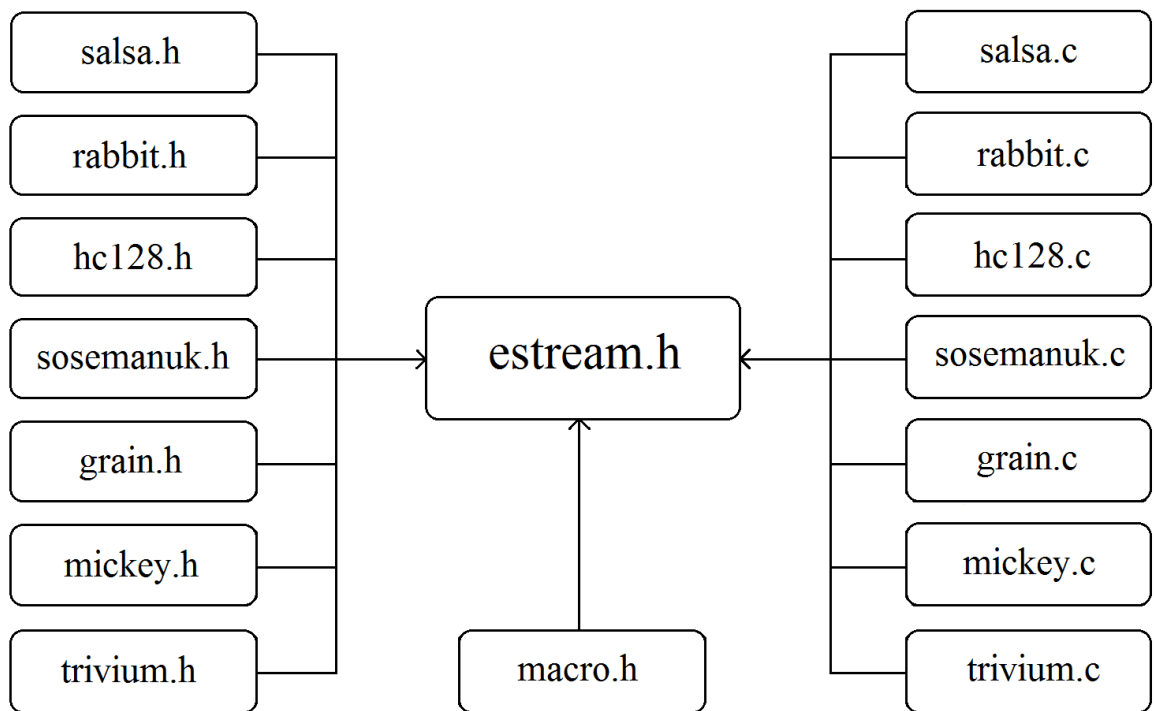 salsa.h
rabbit.h
hc128.h
sosemanuk.h
grain.h
mickey.h
trivium.h
estream.h
macro.h
salsa.c
rabbit.c
hc128.c
sosemanuk.c
grain.c
mickey.c
trivium.c